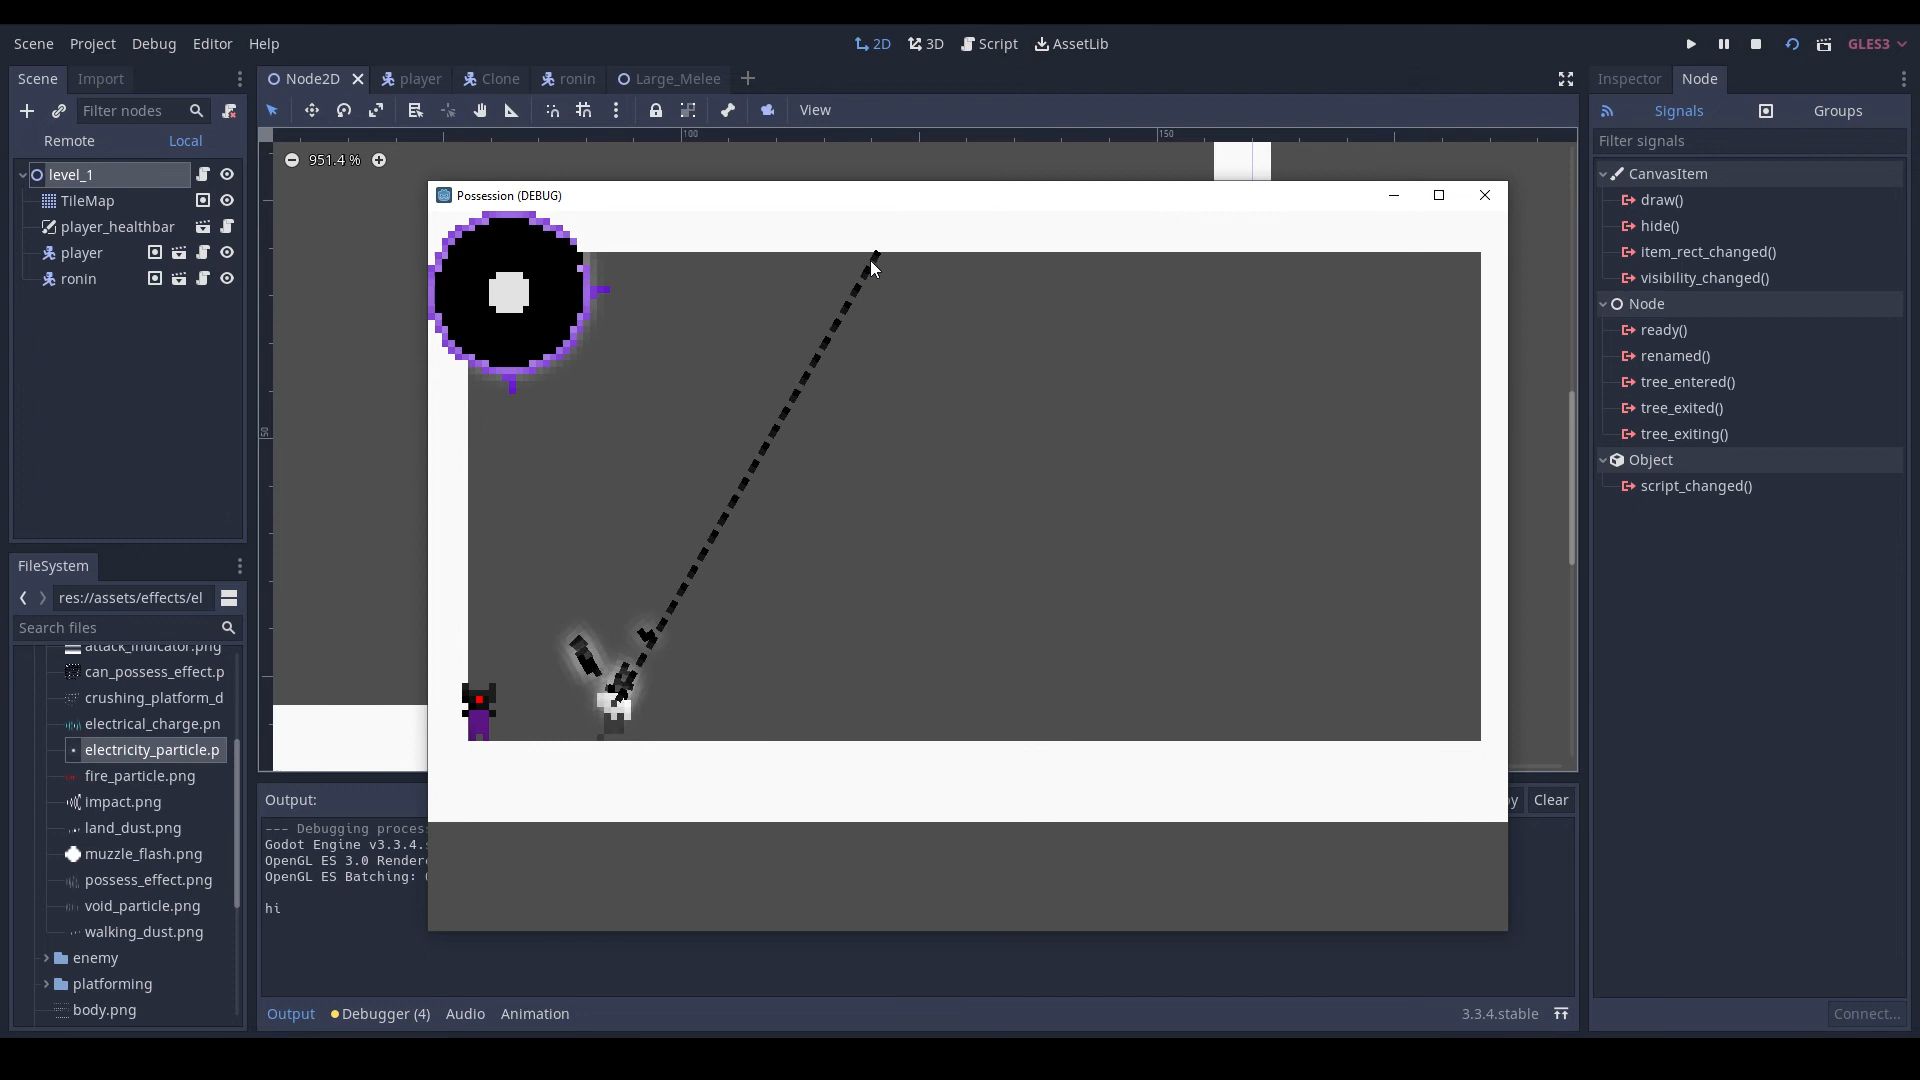 Scene Project Debug Editor Help
2D 3D Script AssetLib
GLES3
Scene Import
Node2D player Clone ronin Large_Melee
Inspector Node
Filter nodes
View
Signals Groups
Remote Local
100 150
Filter signals
951.4 %
level_1
TileMap
player_healthbar
player
ronin
Possession (DEBUG)
50
CanvasItem
draw()
hide()
item_rect_changed()
visibility_changed()
Node
ready()
renamed()
tree_entered()
tree_exited()
tree_exiting()
Object
script_changed()
FileSystem
res://assets/effects/el
Search files
attack_indicator.png
can_possess_effect.p
crushing_platform_d
electrical_charge.pn
electricity_particle.p
fire_particle.png
impact.png
land_dust.png
muzzle_flash.png
possess_effect.png
void_particle.png
walking_dust.png
enemy
platforming
body.png
Output:
Clear
--- Debugging proces
Godot Engine v3.3.4.
OpenGL ES 3.0 Render
OpenGL ES Batching:
hi
Output Debugger (4) Audio Animation
3.3.4.stable
Connect...